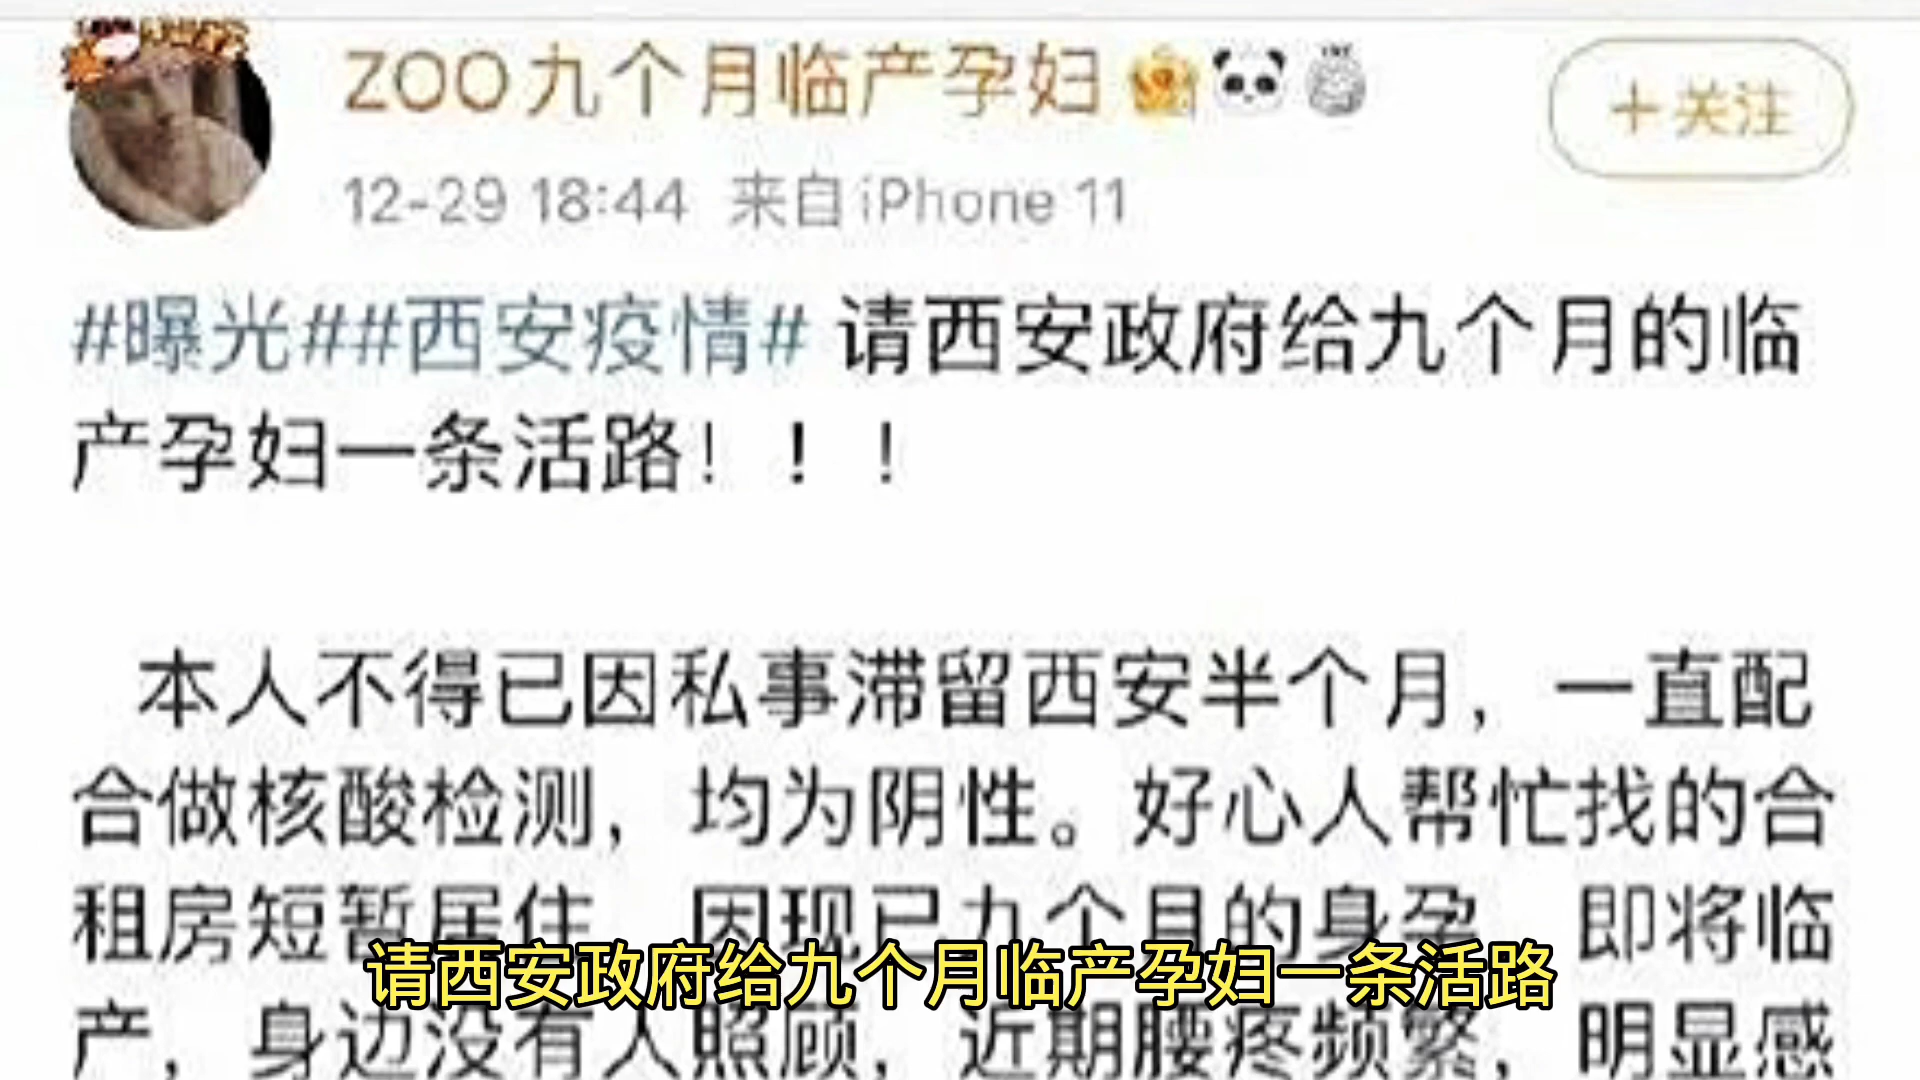 ZOO九个月临产孕妇
+关注
12-29 18:44 来自iPhone 11
#曝光##西安疫情# 请西安政府给九个月的临
产孕妇一条活路！！！
本人不得已因私事滞留西安半个月，一直配
合做核酸检测，均为阴性。好心人帮忙找的合
租房短暂居住，因现已九个月的身孕，即将临
请西安政府给九个月临产孕妇一条活路
产，身边没有人照顾，近期腰疼频繁，明显感